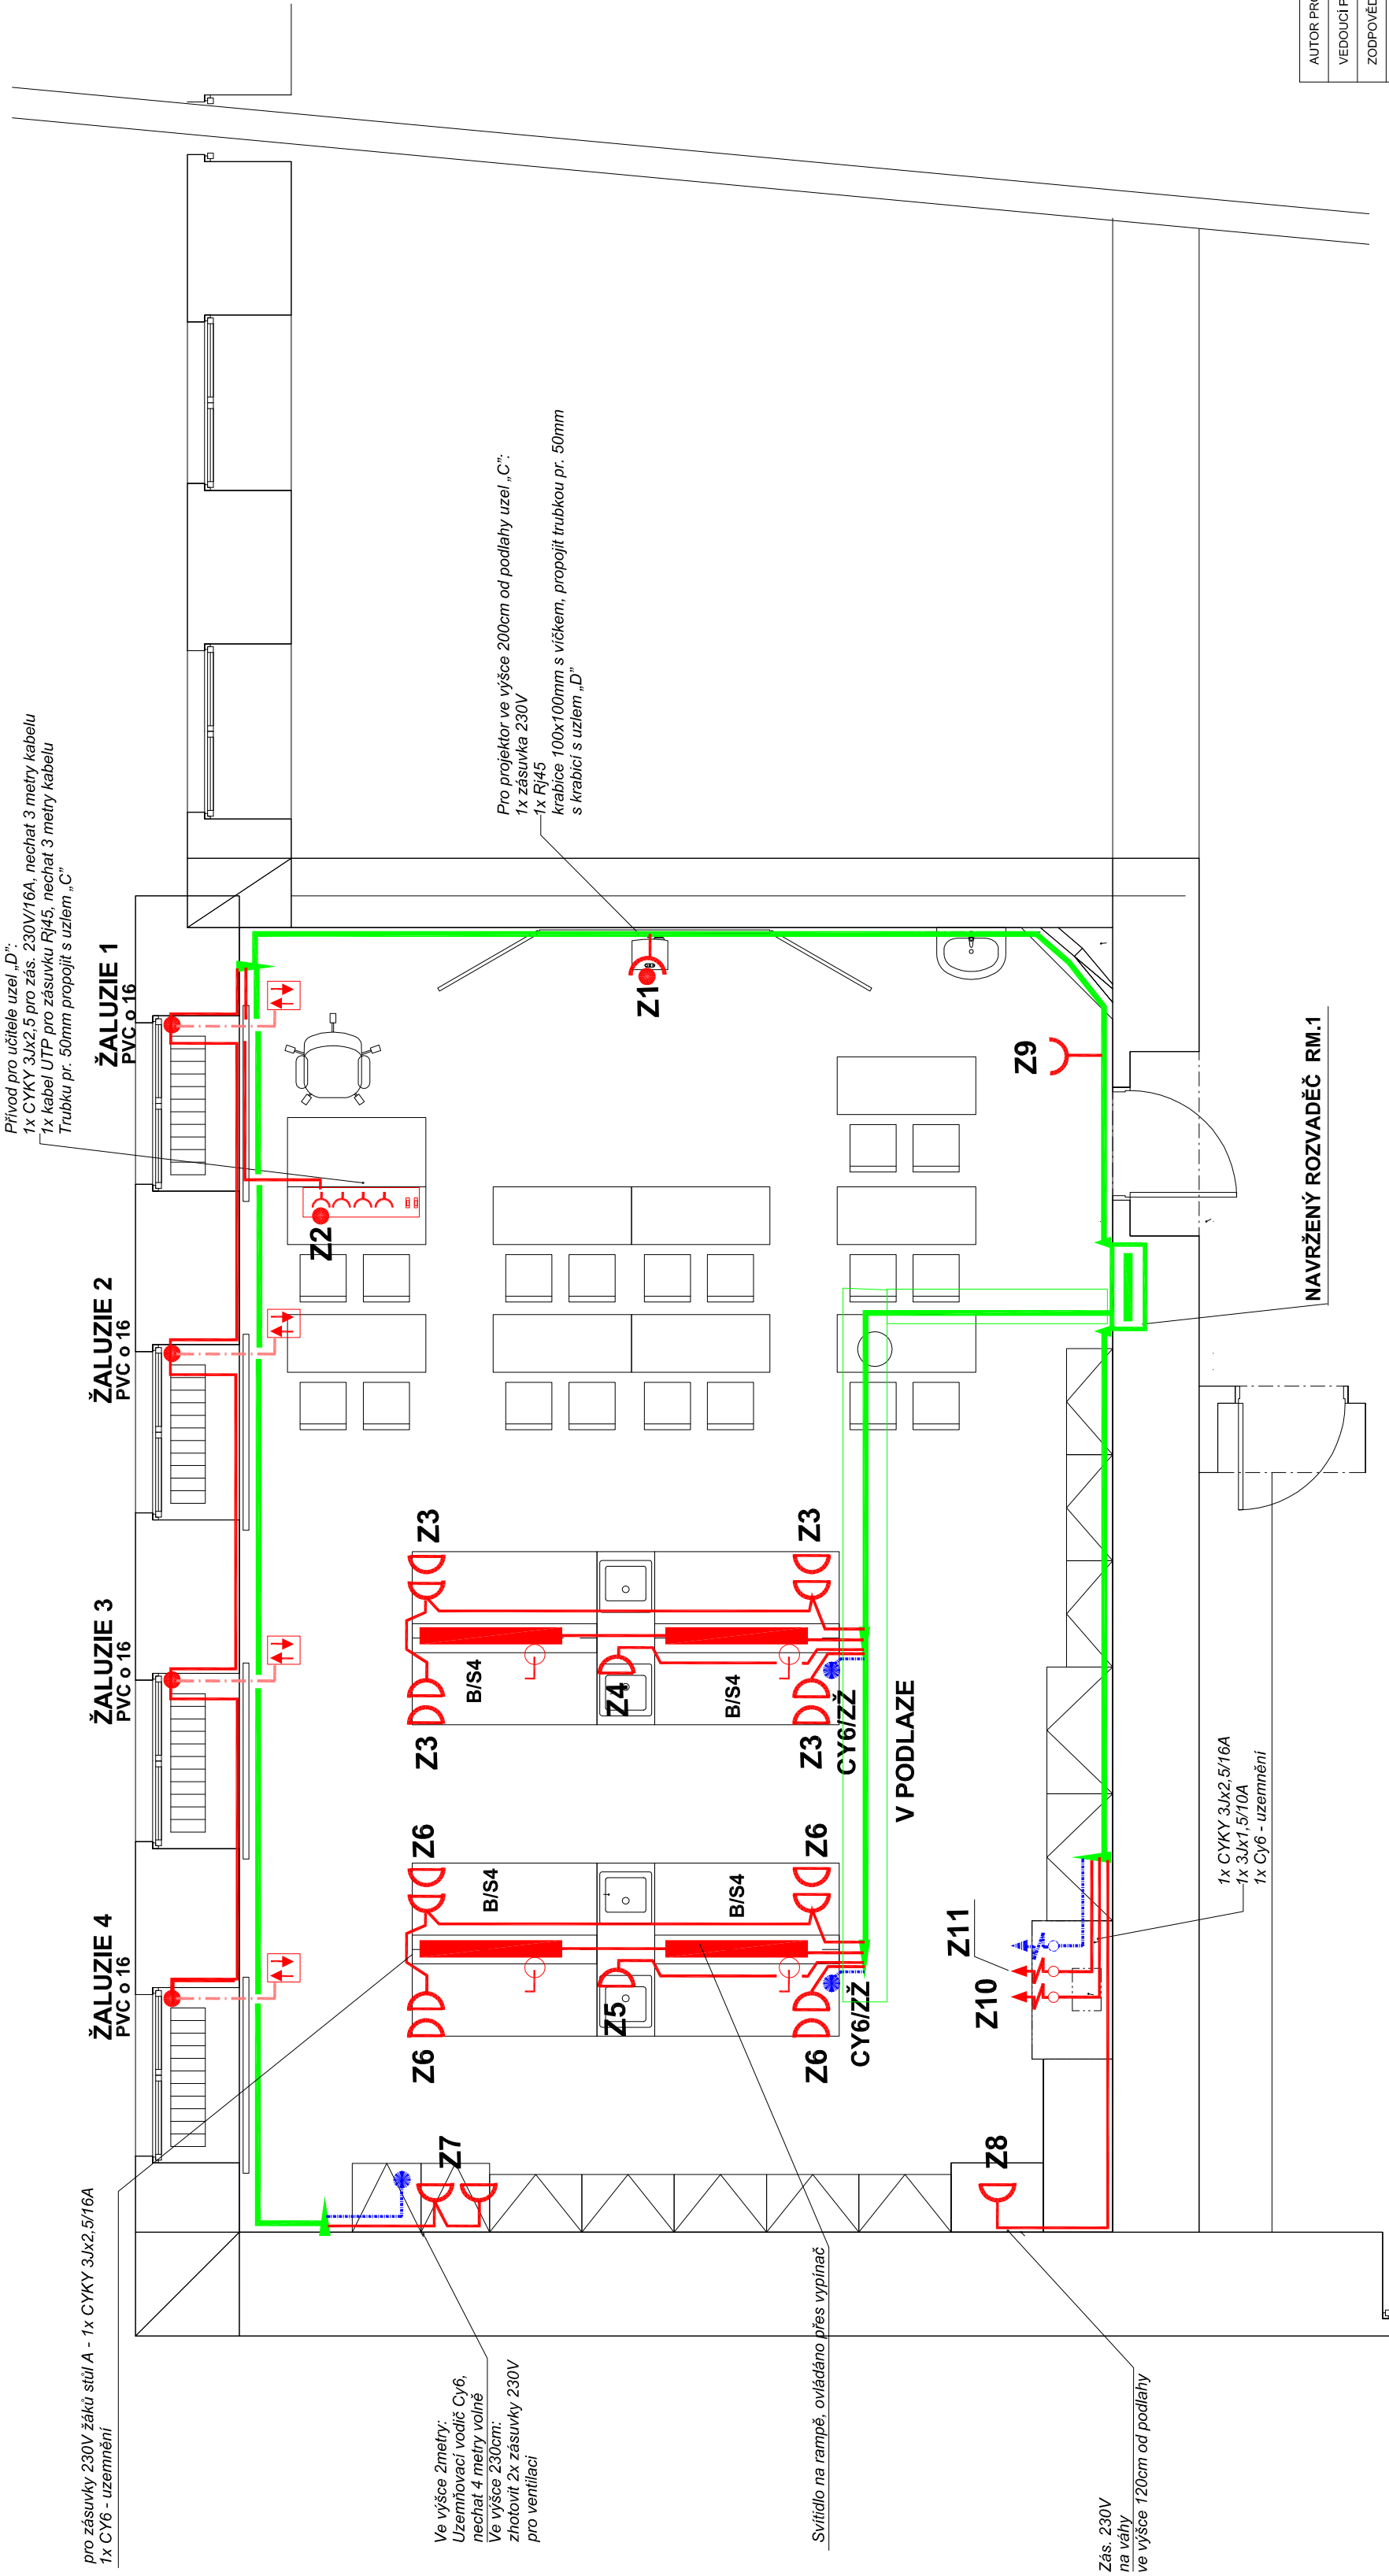 Přívod pro učitele uzel „D”:
1x CYKY 3Jx2,5 pro zás. 230V/16A, nechat 3 metry kabelu
1x kabel UTP pro zásuvku Rj45, nechat 3 metry kabelu
Trubku pr. 50mm propojit s uzlem „C”
Pro projektor ve výšce 200cm od podlahy uzel „C”:
1x zásuvka 230V
1x Rj45
krabice 100x100mm s víčkem, propojit trubkou pr. 50mm
s krabicí s uzlem „D”
pro zásuvky 230V žáků stůl A - 1x CYKY 3Jx2,5/16A
1x CY6 - uzemnění
ŽALUZIE 4
PVC o 16
ŽALUZIE 3
PVC o 16
ŽALUZIE 2
PVC o 16
ŽALUZIE 1
PVC o 16
Z2
Z1
Z9
Z6
Z6
Z3
Z3
B/S4
B/S4
Z5
Z4
B/S4
B/S4
Z6
Z6
Z3
Z3
CY6/ZŽ
CY6/ZŽ
V PODLAZE
Z7
Z8
Z10
Z11
Ve výšce 2metry:
Uzemňovací vodič Cy6,
nechat 4 metry volně
Ve výšce 230cm:
zhotovit 2x zásuvky 230V
pro ventilaci
Svítidlo na rampě, ovládáno přes vypínač
Zás. 230V
na váhy
ve výšce 120cm od podlahy
1x CYKY 3Jx2,5/16A
1x 3Jx1,5/10A
1x Cy6 - uzemnění
NAVRŽENÝ ROZVADĚČ RM.1
AUTOR PRO
VEDOUCÍ P
ZODPOVĚD